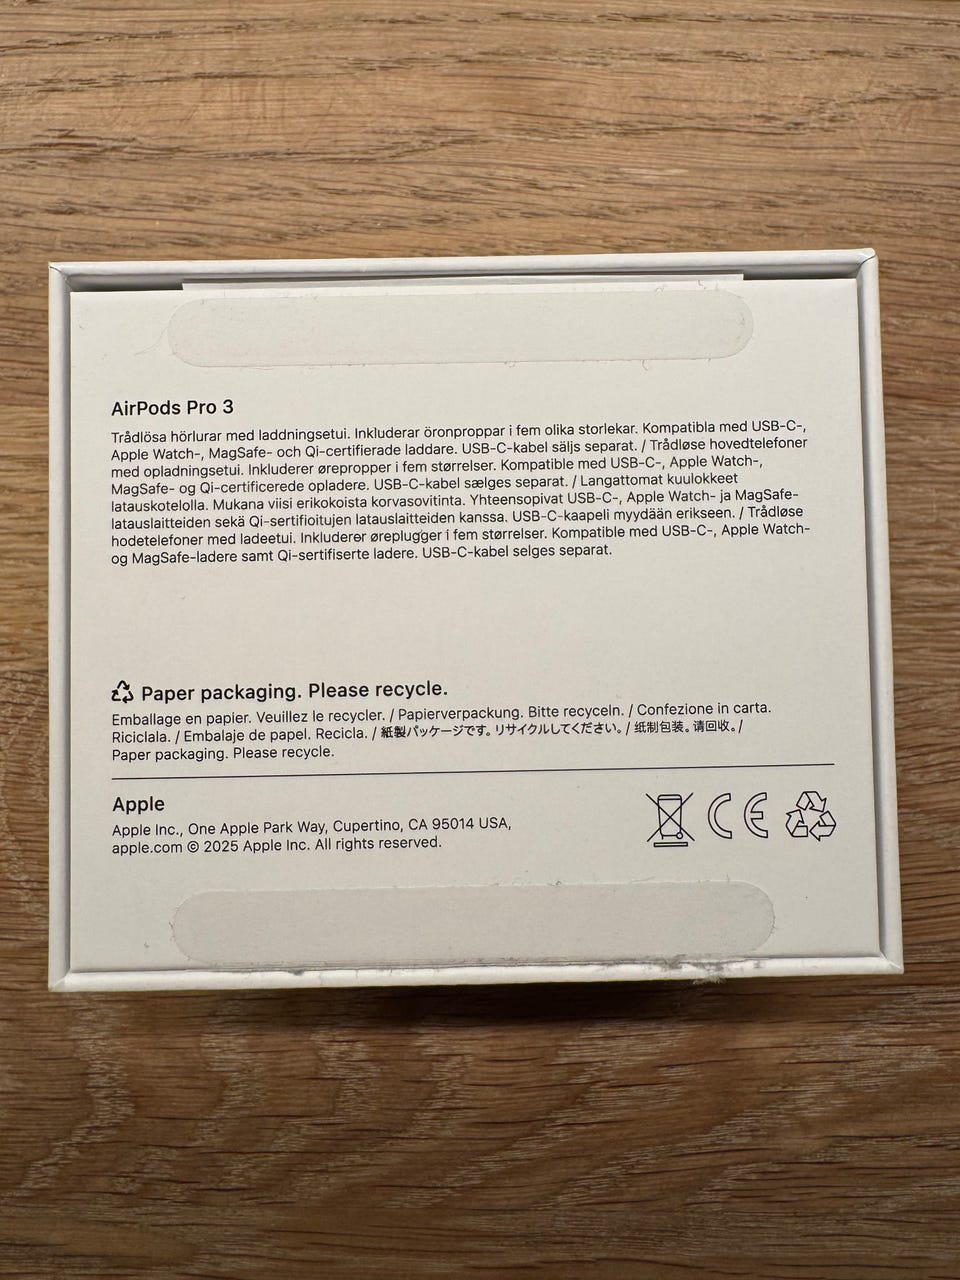 AirPods Pro 3
Trådlösa hörlurar med laddningsetui. Inkluderar öronproppar i fem olika storlekar. Kompatibla med USB-C-,
Apple Watch-, MagSafe- och Qi-certifierade laddare. USB-C-kabel säljs separat. / Trådløse hovedtelefoner
med opladningsetui. Inkluderer ørepropper i fem størrelser. Kompatible med USB-C-, Apple Watch-,
MagSafe- og Qi-certificerede opladere. USB-C-kabel sælges separat. / Langattomat kuulokkeet
latauskotelolla. Mukana viisi erikokoista korvasovitinta. Yhteensopivat USB-C-, Apple Watch- ja MagSafe-
latauslaitteiden sekä Qi-sertifioitujen latauslaitteiden kanssa. USB-C-kaapeli myydään erikseen. / Trådløse
hodetelefoner med ladeetui. Inkluderer øreplugger i fem størrelser. Kompatible med USB-C-, Apple Watch-
og MagSafe-ladere samt Qi-sertifiserte ladere. USB-C-kabel selges separat.
Paper packaging. Please recycle.
Emballage en papier. Veuillez le recycler. / Papierverpackung. Bitte recyceln. / Confezione in carta.
Riciclala. / Embalaje de papel. Recicla. / 紙製パッケージです。リサイクルしてください。/ 纸制包装。请回收。/
Paper packaging. Please recycle.
Apple
Apple Inc., One Apple Park Way, Cupertino, CA 95014 USA,
apple.com © 2025 Apple Inc. All rights reserved.
CE